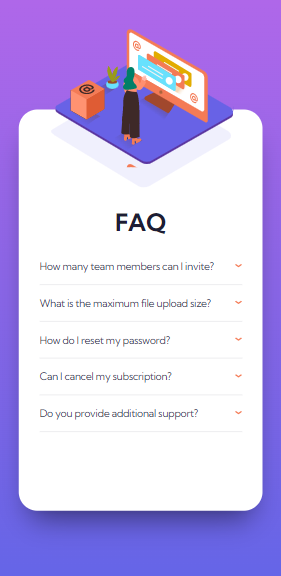 FAQ
How many team members can I invite?
What is the maximum file upload size?
How do I reset my password?
Can I cancel my subscription?
Do you provide additional support?